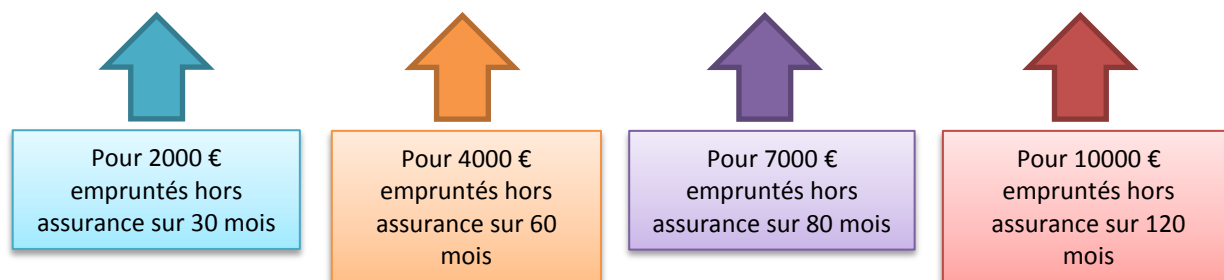 Pour 2000 €
empruntés hors
assurance sur 30 mois
Pour 4000 €
empruntés hors
assurance sur 60
mois
Pour 7000 €
empruntés hors
assurance sur 80 mois
Pour 10000 €
empruntés hors
assurance sur 120
mois